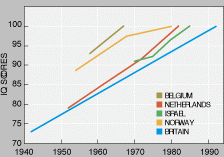 IQ SCORES
100
95
90
85
80
75
70
BELGIUM
NETHERLANDS
ISRAEL
NORWAY
BRITAIN
1940 1950 1960 1970 1980 1990